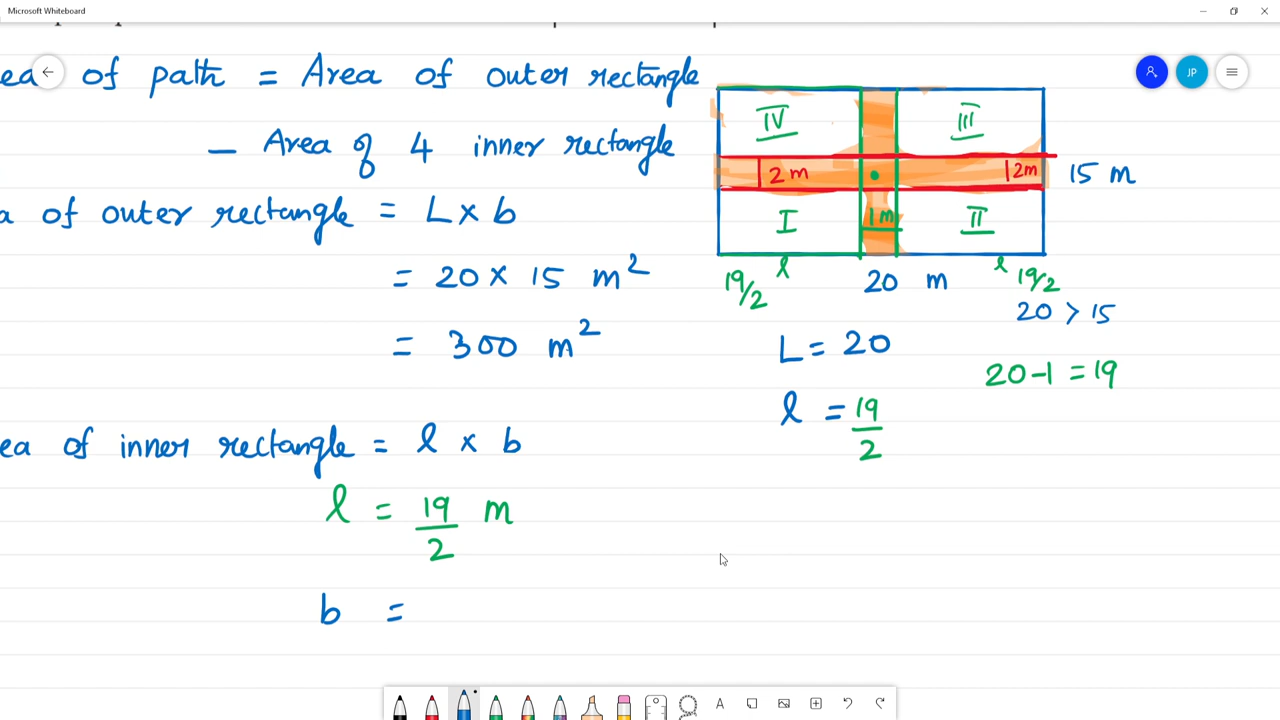 Microsoft Whiteboard
JP
ea of path = Area of outer rectangle
– Area of 4 inner rectangle
a of outer rectangle = L x b
= 20 x 15 m²
= 300 m²
ea of inner rectangle = l x b
l = 19/2 m
b =
IV III
2 m 2m 15 m
I 1m II
19/2 l 20 m l 19/2
20 > 15
L = 20
20-1 = 19
l = 19/2
A